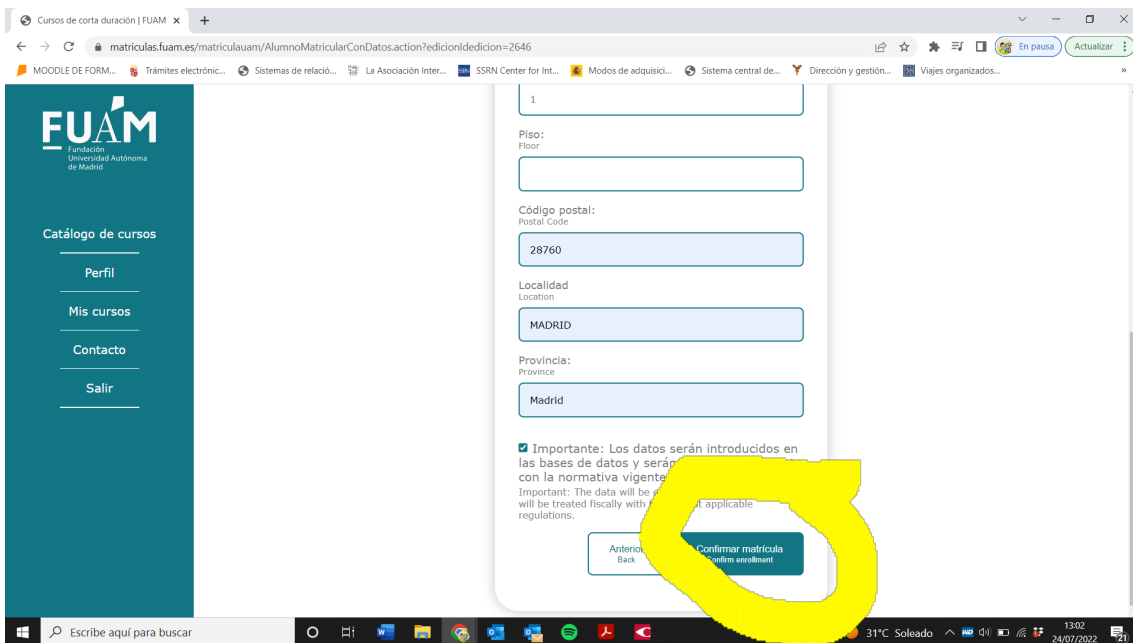 Cursos de corta duración | FUAM
matriculas.fuam.es/matriculauam/AlumnoMatricularConDatos.action?edicionIdedicion=2646
En pausa
Actualizar
MOODLE DE FORM...
Trámites electrónic...
Sistemas de relació...
La Asociación Inter...
SSRN Center for Int...
Modos de adquisici...
Sistema central de...
Dirección y gestión...
Viajes organizados...
FUAM
Fundación
Universidad Autónoma
de Madrid
Catálogo de cursos
Perfil
Mis cursos
Contacto
Salir
1
Piso:
Floor
Código postal:
Postal Code
28760
Localidad
Location
MADRID
Provincia:
Province
Madrid
Importante: Los datos serán introducidos en
las bases de datos y serán
con la normativa vigente
Important: The data will be
will be treated fiscally with applicable
regulations.
Anterior
Back
Confirmar matrícula
Confirm enrollment
Escribe aquí para buscar
31°C Soleado
13:02
24/07/2022
21